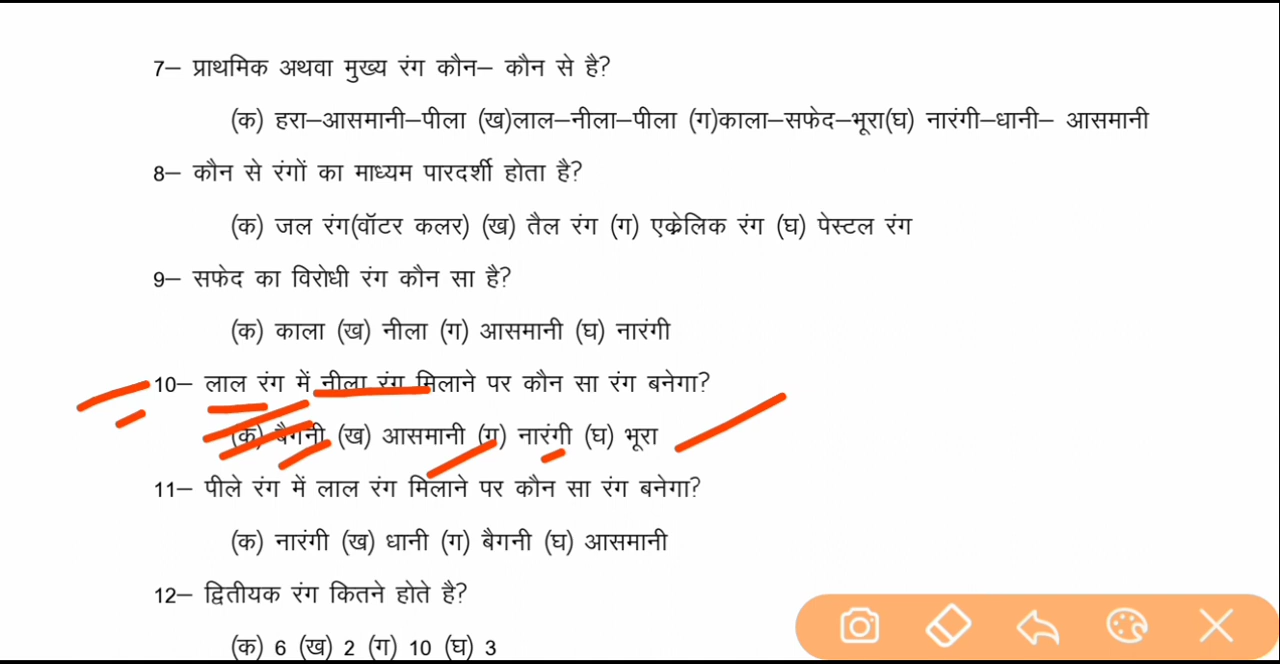 7– प्राथमिक अथवा मुख्य रंग कौन– कौन से है?
(क) हरा–आसमानी–पीला (ख)लाल–नीला–पीला (ग)काला–सफेद–भूरा(घ) नारंगी–धानी– आसमानी
8– कौन से रंगों का माध्यम पारदर्शी होता है?
(क) जल रंग(वॉटर कलर) (ख) तैल रंग (ग) एक्रेलिक रंग (घ) पेस्टल रंग
9– सफेद का विरोधी रंग कौन सा है?
(क) काला (ख) नीला (ग) आसमानी (घ) नारंगी
10– लाल रंग में नीला रंग मिलाने पर कौन सा रंग बनेगा?
(क) बैगनी (ख) आसमानी (ग) नारंगी (घ) भूरा
11– पीले रंग में लाल रंग मिलाने पर कौन सा रंग बनेगा?
(क) नारंगी (ख) धानी (ग) बैगनी (घ) आसमानी
12– द्वितीयक रंग कितने होते है?
(क) 6 (ख) 2 (ग) 10 (घ) 3